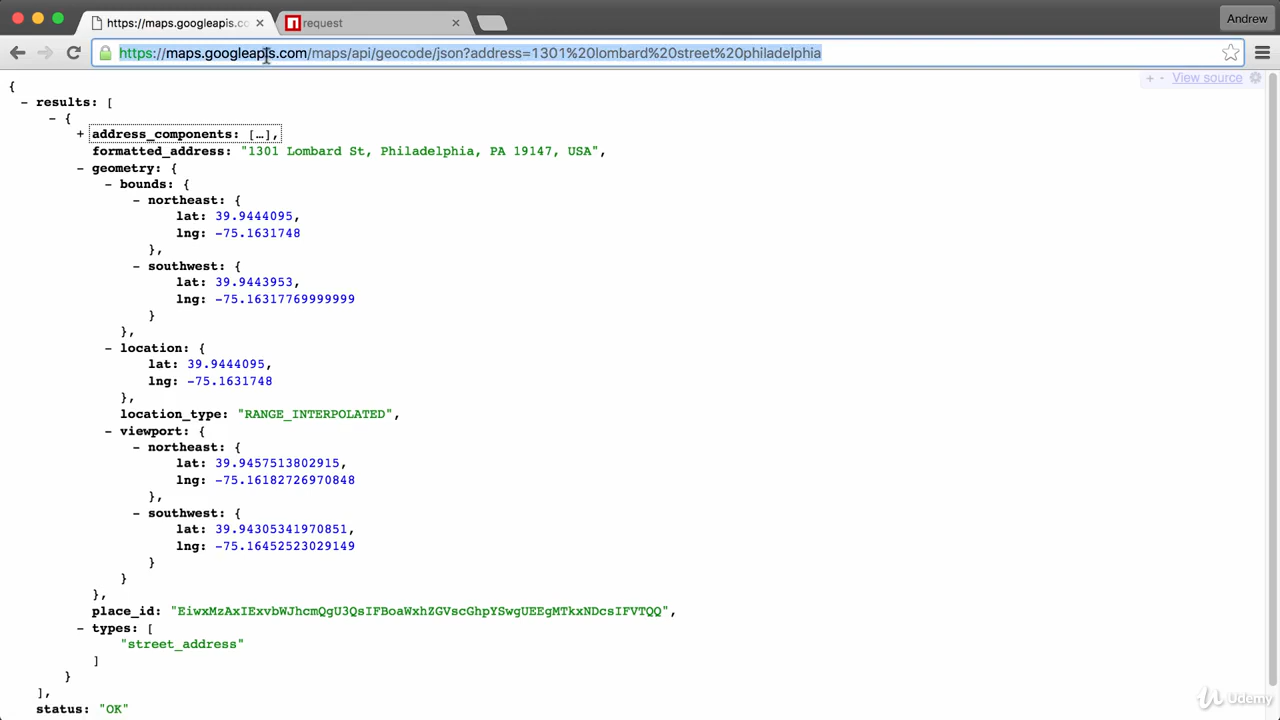 https://maps.googleapis.co
request
Andrew
https://maps.googleapis.com/maps/api/geocode/json?address=1301%20lombard%20street%20philadelphia
+ - View source
{
- results: [
- {
+ address_components: […],
formatted_address: "1301 Lombard St, Philadelphia, PA 19147, USA",
- geometry: {
- bounds: {
- northeast: {
lat: 39.9444095,
lng: -75.1631748
},
- southwest: {
lat: 39.9443953,
lng: -75.16317769999999
}
},
- location: {
lat: 39.9444095,
lng: -75.1631748
},
location_type: "RANGE_INTERPOLATED",
- viewport: {
- northeast: {
lat: 39.9457513802915,
lng: -75.16182726970848
},
- southwest: {
lat: 39.94305341970851,
lng: -75.16452523029149
}
}
},
place_id: "EiwxMzAxIExvbWJhcmQgU3QsIFBoaWxhZGVscGhpYSwgUEEgMTkxNDcsIFVTQQ",
- types: [
"street_address"
]
}
],
status: "OK"
Udemy